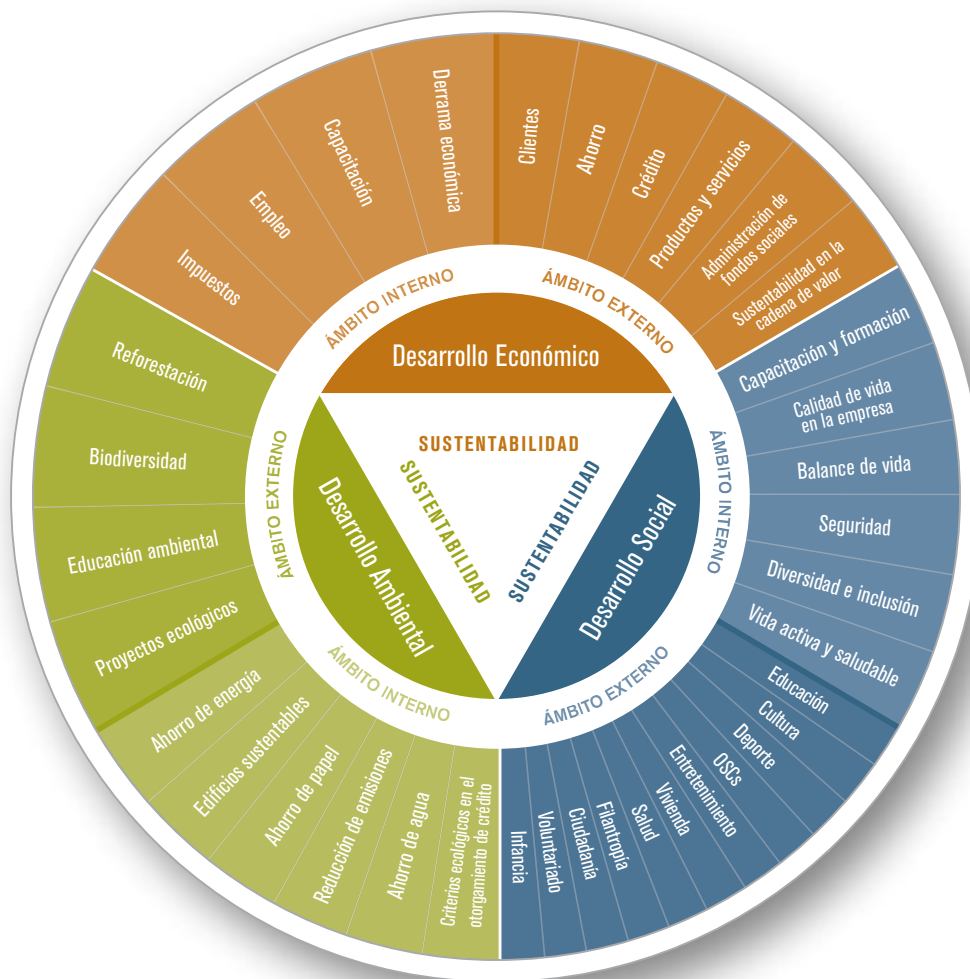 Impuestos
Empleo
Capacitación
Derrama económica
Clientes
Ahorro
Crédito
Productos y servicios
Administración de
fondos sociales
Sustentabilidad en la
cadena de valor
Capacitación y formación
Calidad de vida
en la empresa
Balance de vida
Seguridad
Diversidad e inclusión
Vida activa y saludable
Educación
Cultura
Deporte
OSCs
Entretenimiento
Vivienda
Salud
Filantropía
Ciudadanía
Voluntariado
Infancia
Criterios ecológicos en el
otorgamiento de crédito
Ahorro de agua
Reducción de emisiones
Ahorro de papel
Edificios sustentables
Ahorro de energía
Proyectos ecológicos
Educación ambiental
Biodiversidad
Reforestación
ÁMBITO INTERNO
ÁMBITO EXTERNO
ÁMBITO INTERNO
ÁMBITO EXTERNO
ÁMBITO INTERNO
ÁMBITO EXTERNO
Desarrollo Económico
Desarrollo Social
Desarrollo Ambiental
SUSTENTABILIDAD
SUSTENTABILIDAD
SUSTENTABILIDAD